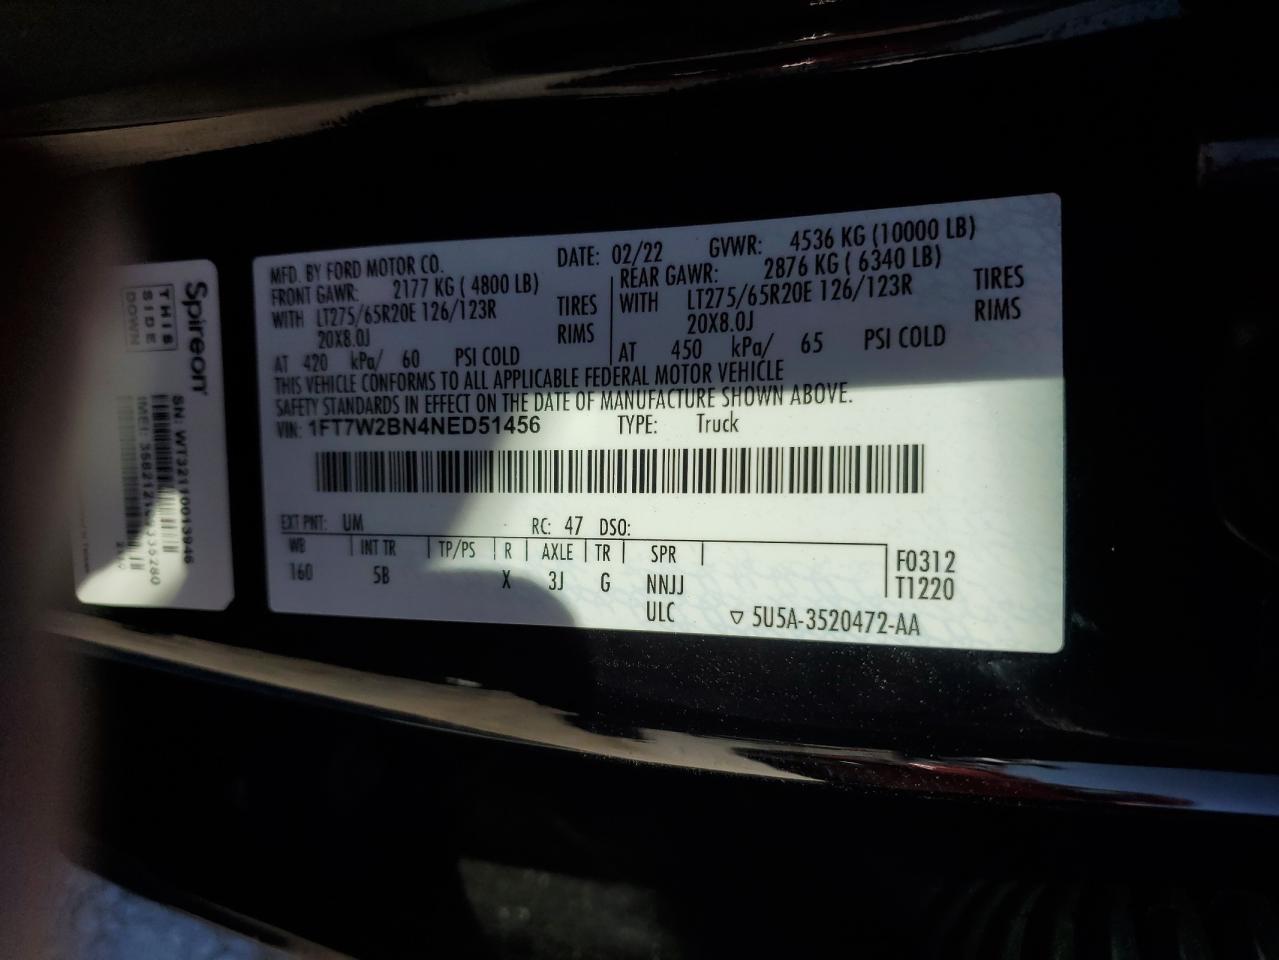 MFD. BY FORD MOTOR CO. DATE: 02/22 GVWR: 4536 KG (10000 LB)
FRONT GAWR: 2177 KG ( 4800 LB)
WITH LT275/65R20E 126/123R TIRES
20X8.0J RIMS
AT 420 kPa/ 60 PSI COLD
REAR GAWR: 2876 KG ( 6340 LB)
WITH LT275/65R20E 126/123R TIRES
20X8.0J RIMS
AT 450 kPa/ 65 PSI COLD
THIS VEHICLE CONFORMS TO ALL APPLICABLE FEDERAL MOTOR VEHICLE
SAFETY STANDARDS IN EFFECT ON THE DATE OF MANUFACTURE SHOWN ABOVE.
VIN: 1FT7W2BN4NED51456 TYPE: Truck
EXT PNT: UM RC: 47 DSO:
WB INT TR TP/PS R AXLE TR SPR
160 5B X 3J G NNJJ
ULC
F0312
T1220
▽ 5U5A-3520472-AA
Spireon
THIS
SIDE
DOWN
SN:
IMEI: